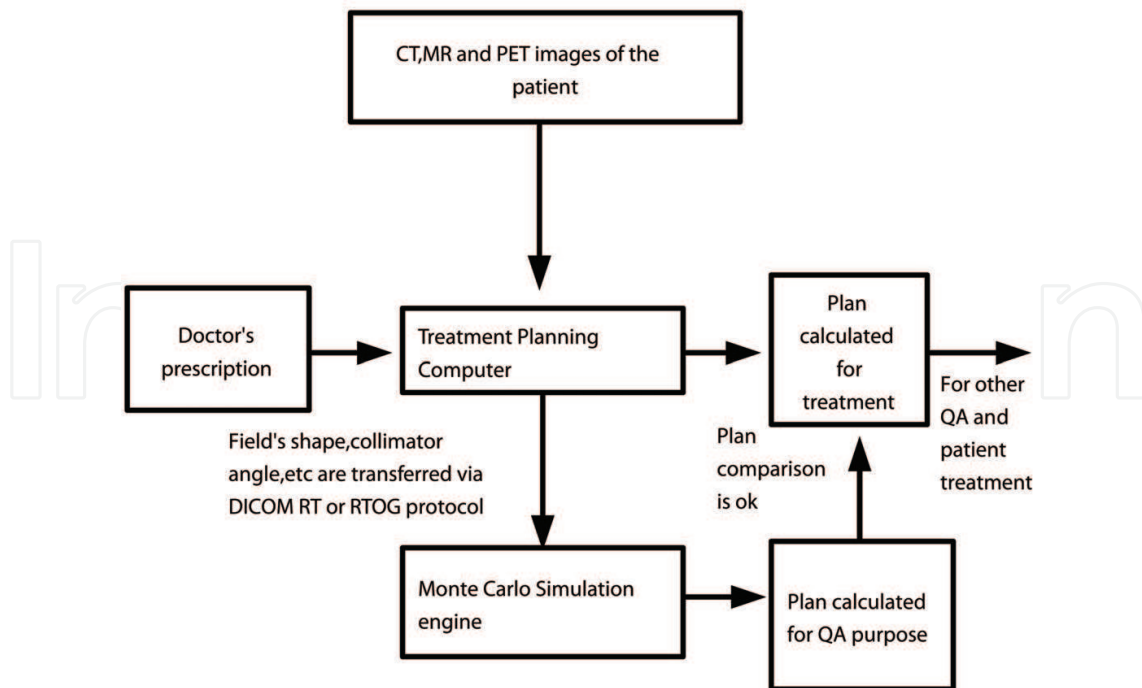 CT,MR and PET images of the
patient
Doctor's
prescription
Treatment Planning
Computer
Plan
calculated
for
treatment
For other
QA and
patient
treatment
Field's shape,collimator
angle,etc are transferred via
DICOM RT or RTOG protocol
Plan
comparison
is ok
Monte Carlo Simulation
engine
Plan calculated
for QA purpose